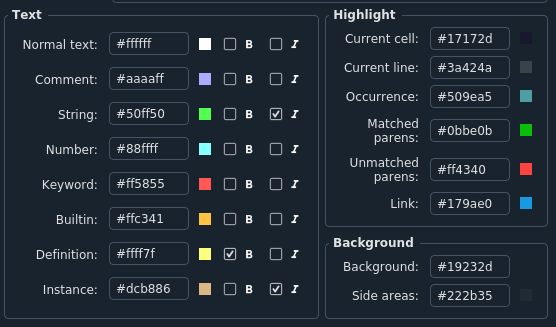 Text
Normal text: #ffffff B I
Comment: #aaaaff B I
String: #50ff50 B I
Number: #88ffff B I
Keyword: #ff5855 B I
Builtin: #ffc341 B I
Definition: #ffff7f B I
Instance: #dcb886 B I
Highlight
Current cell: #17172d
Current line: #3a424a
Occurrence: #509ea5
Matched
parens: #0bbe0b
Unmatched
parens: #ff4340
Link: #179ae0
Background
Background: #19232d
Side areas: #222b35